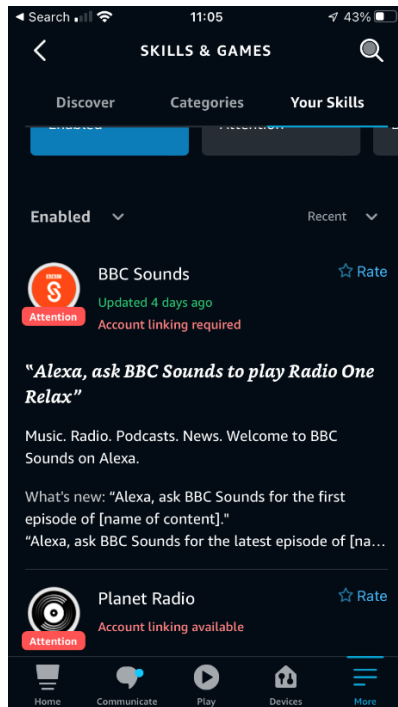 Search 11:05 43%
SKILLS & GAMES
Discover Categories Your Skills
Enabled Attention
Enabled Recent
BBC Sounds Rate
Updated 4 days ago
Attention
Account linking required
"Alexa, ask BBC Sounds to play Radio One
Relax"
Music. Radio. Podcasts. News. Welcome to BBC
Sounds on Alexa.
What's new: "Alexa, ask BBC Sounds for the first
episode of [name of content]."
"Alexa, ask BBC Sounds for the latest episode of [na...
Planet Radio Rate
Account linking available
Attention
Home Communicate Play Devices More